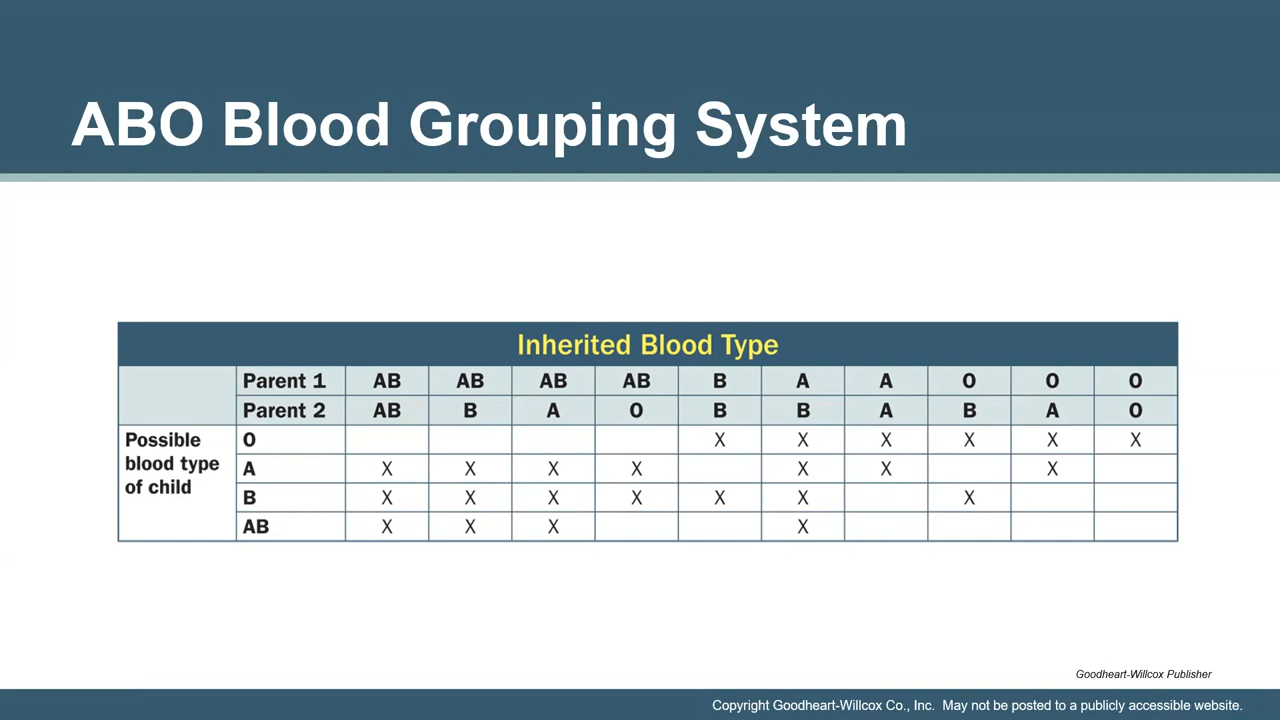 ABO Blood Grouping System
Inherited Blood Type
Parent 1 AB AB AB AB B A A O O O
Parent 2 AB B A O B B A B A O
Possible blood type of child
O X X X X X X
A X X X X X X X
B X X X X X X X
AB X X X X
Goodheart-Willcox Publisher
Copyright Goodheart-Willcox Co., Inc. May not be posted to a publicly accessible website.